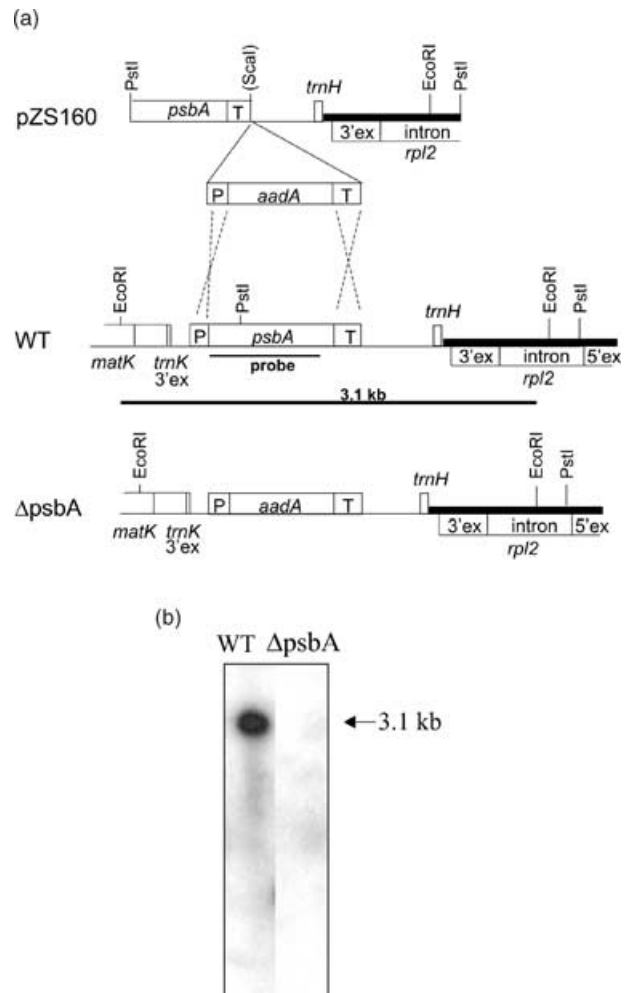 (a)
PstI
(ScaI)
EcoRI
PstI
trnH
pZS160
psbA
T
3'ex
intron
rpl2
P
aadA
T
EcoRI
PstI
EcoRI
PstI
trnH
WT
P
psbA
T
matK
trnK
3'ex
probe
3'ex
intron
5'ex
rpl2
3.1 kb
EcoRI
EcoRI
PstI
trnH
ΔpsbA
P
aadA
T
matK
trnK
3'ex
3'ex
intron
5'ex
rpl2
(b)
WT ΔpsbA
3.1 kb